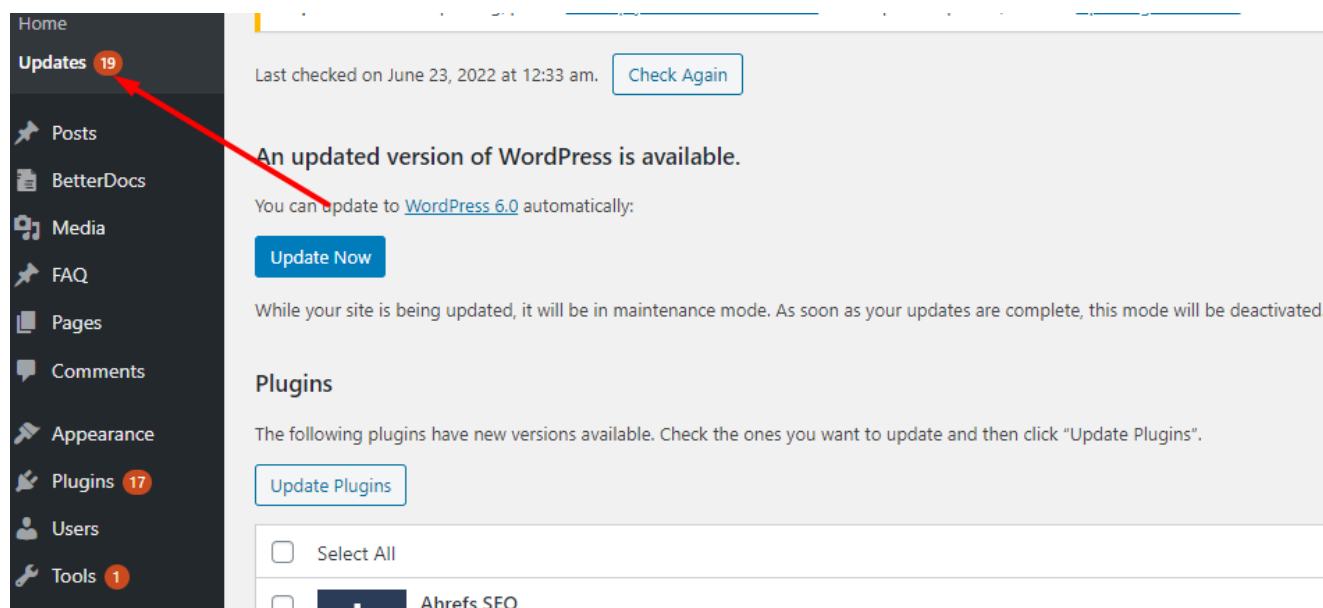 Home
Updates 19
Last checked on June 23, 2022 at 12:33 am. Check Again
Posts
An updated version of WordPress is available.
BetterDocs
You can update to WordPress 6.0 automatically:
Media
Update Now
FAQ
While your site is being updated, it will be in maintenance mode. As soon as your updates are complete, this mode will be deactivated.
Pages
Comments
Plugins
Appearance
The following plugins have new versions available. Check the ones you want to update and then click “Update Plugins”.
Plugins 17
Update Plugins
Users
Select All
Tools 1
Ahrefs SEO